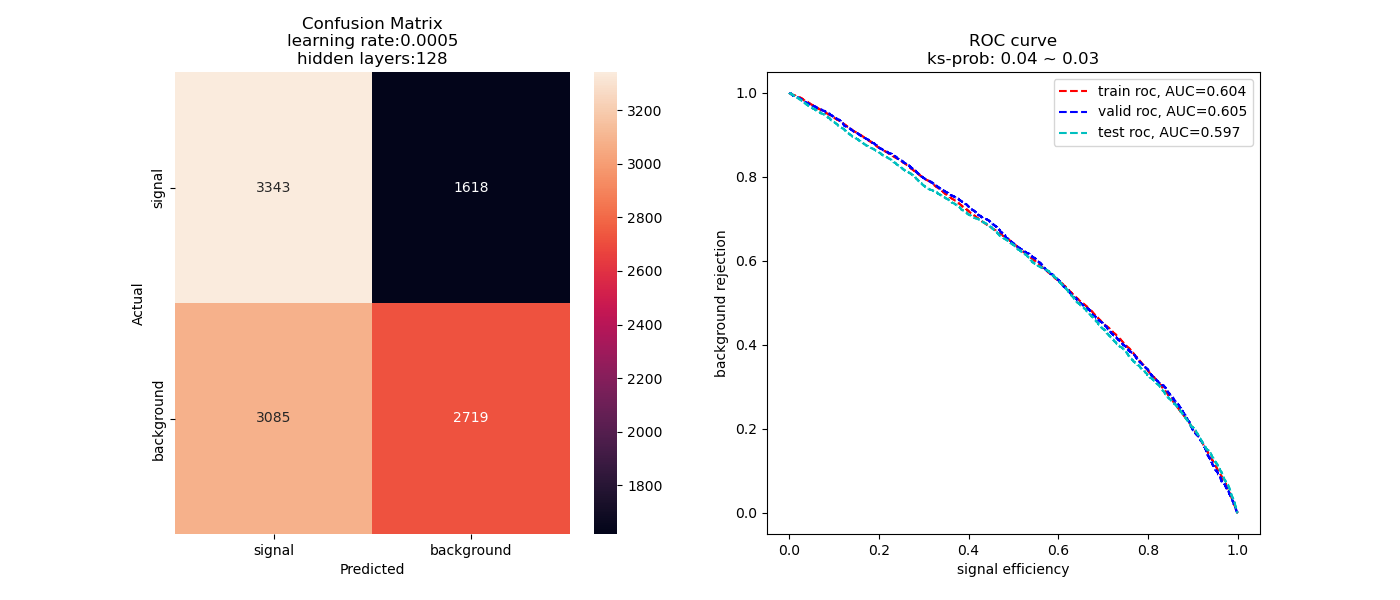 Confusion Matrix
learning rate:0.0005
hidden layers:128
signal
background
Actual
3343
1618
3085
2719
signal
background
Predicted
3200
3000
2800
2600
2400
2200
2000
1800
ROC curve
ks-prob: 0.04 ~ 0.03
train roc, AUC=0.604
valid roc, AUC=0.605
test roc, AUC=0.597
background rejection
1.0
0.8
0.6
0.4
0.2
0.0
0.0
0.2
0.4
0.6
0.8
1.0
signal efficiency